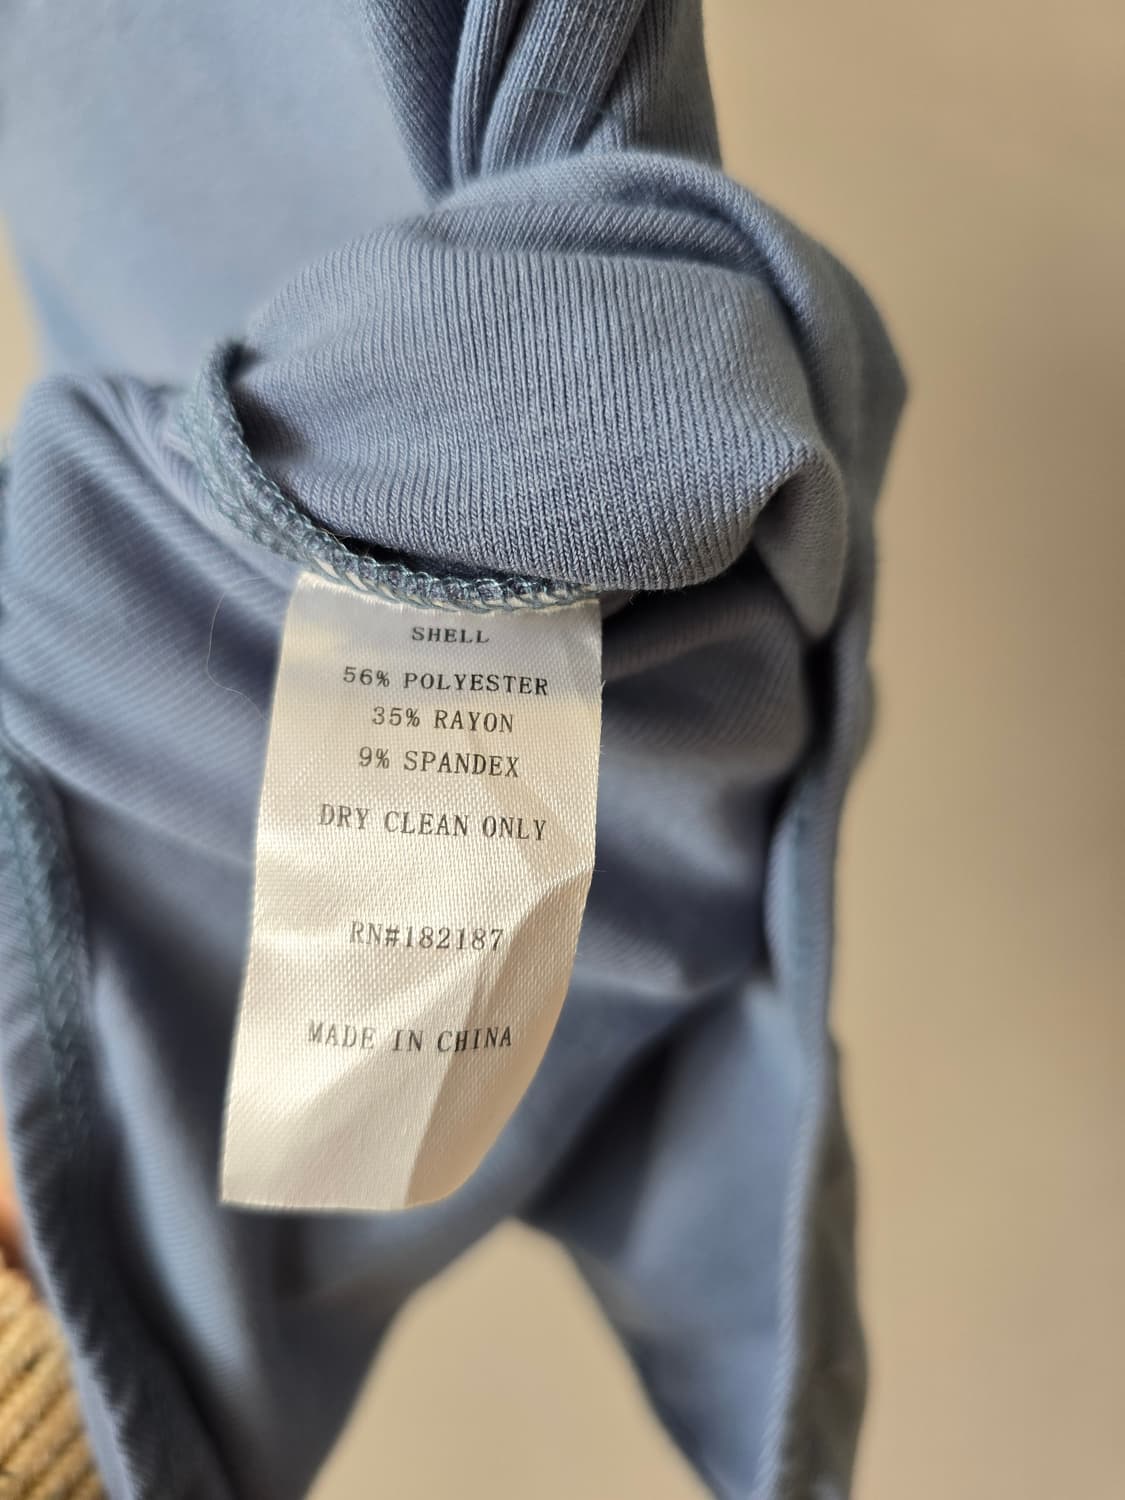 SHELL
56% POLYESTER
35% RAYON
9% SPANDEX
DRY CLEAN ONLY
RN#182187
MADE IN CHINA